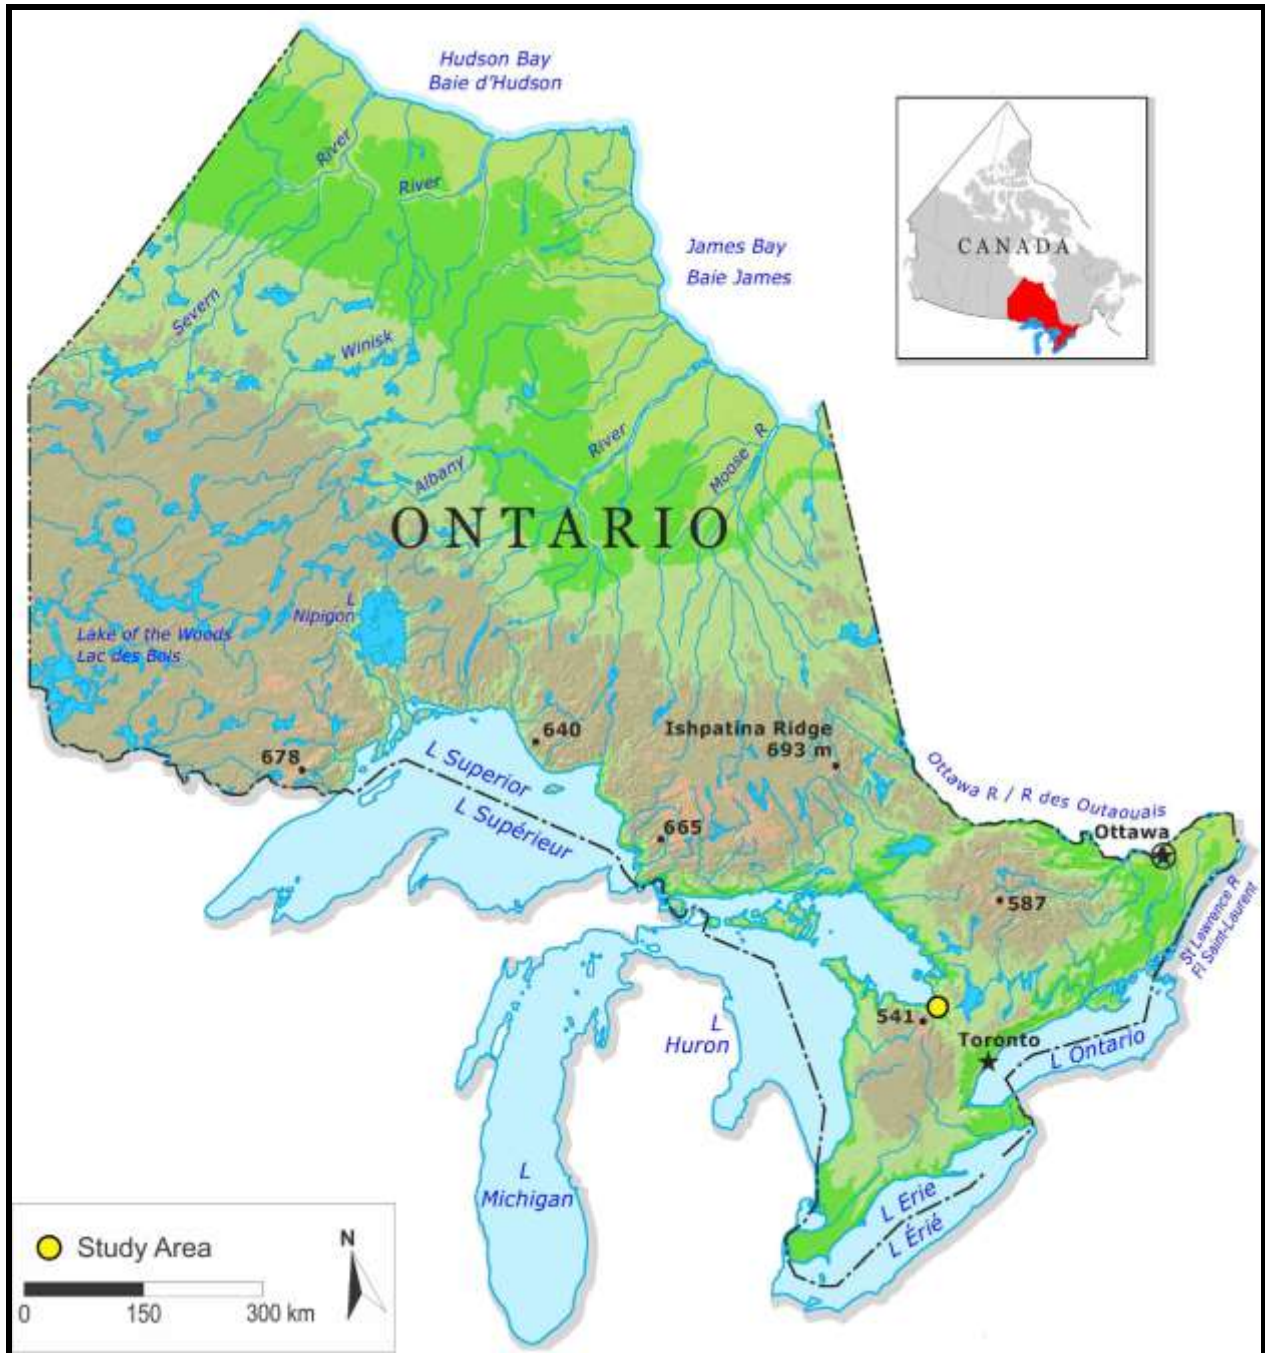 Hudson Bay
Baie d'Hudson
CANADA
River
River
James Bay
Baie James
Severn
Winisk
River
Moose R
Albany
ONTARIO
L
Nipigon
Lake of the Woods
Lac des Bois
640
Ishpatina Ridge
693 m
678
L Superior
L Supérieur
Ottawa R / R des Outaouais
665
Ottawa
587
St Lawrence R
Fl Saint-Laurent
541
L
Huron
Toronto
L Ontario
L
Michigan
L Erie
L Érié
Study Area
N
0 150 300 km